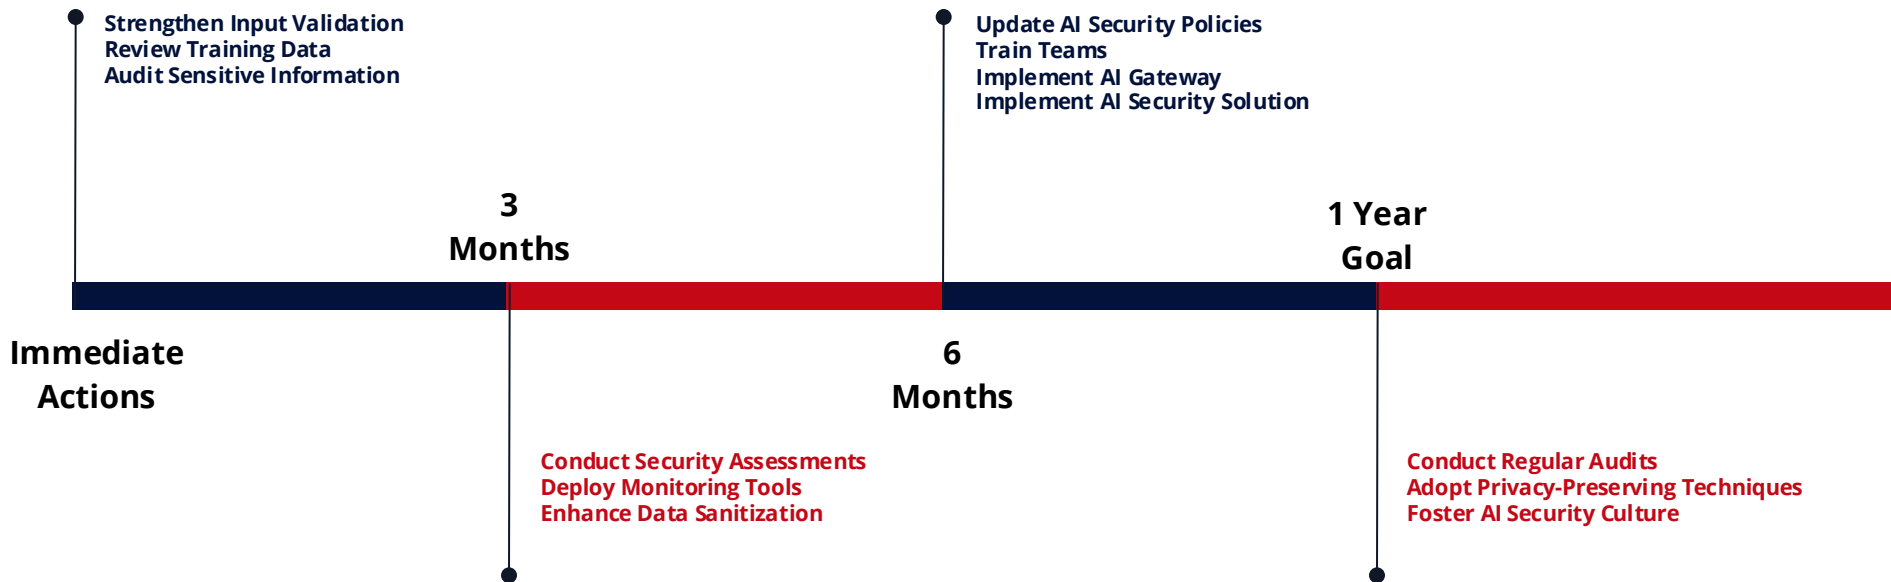 Strengthen Input Validation
Review Training Data
Audit Sensitive Information
Update AI Security Policies
Train Teams
Implement AI Gateway
Implement AI Security Solution
3
Months
1 Year
Goal
Immediate
Actions
6
Months
Conduct Security Assessments
Deploy Monitoring Tools
Enhance Data Sanitization
Conduct Regular Audits
Adopt Privacy-Preserving Techniques
Foster AI Security Culture